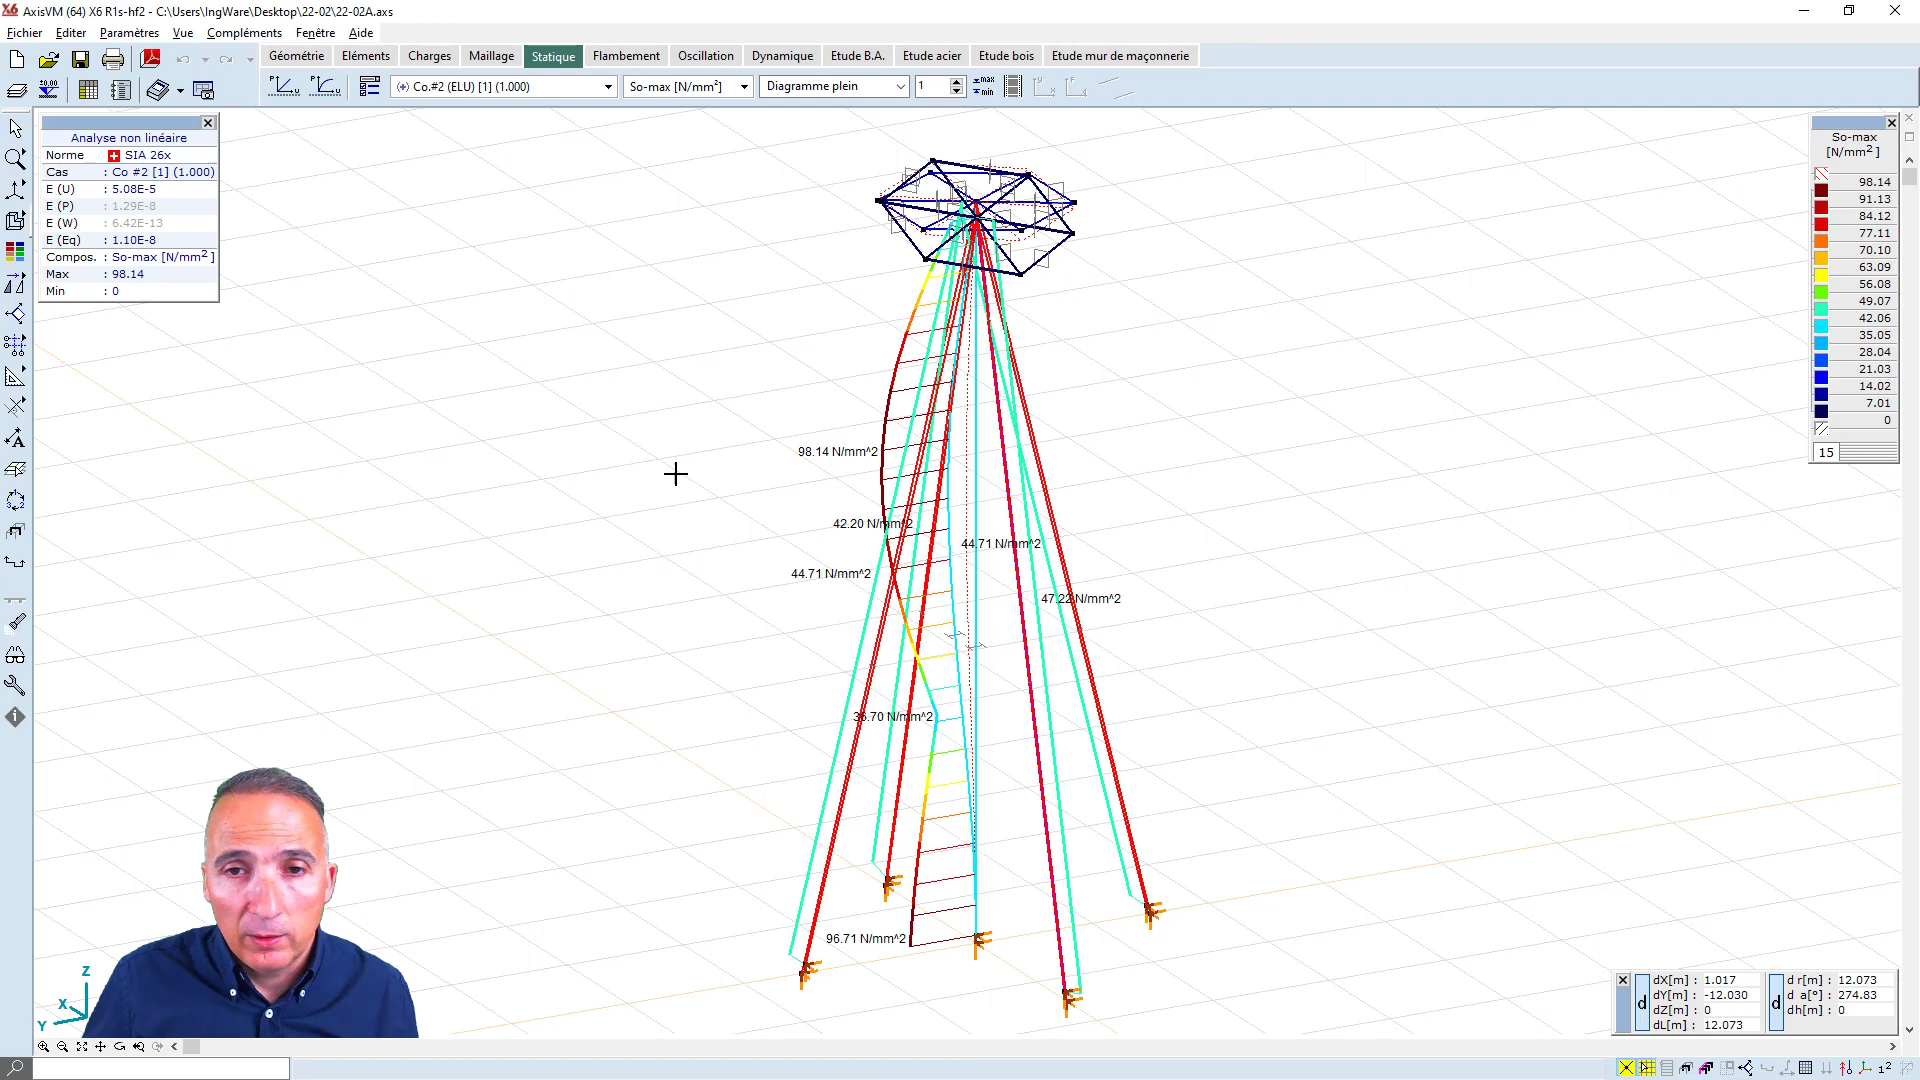 AxisVM (64) X6 R1s-hf2 - C:\Users\IngWare\Desktop\22-02\22-02A.axs
Fichier Editer Paramètres Vue Compléments Fenêtre Aide
Géométrie Eléments Charges Maillage Statique Flambement Oscillation Dynamique Etude B.A. Etude acier Etude bois Etude mur de maçonnerie
Co.#2 (ELU) [1] (1.000) So-max [N/mm²] Diagramme plein 1 max min
Analyse non linéaire
Norme SIA 26x
Cas : Co #2 [1] (1.000)
E (U) : 5.08E-5
E (P) : 1.29E-8
E (W) : 6.42E-13
E (Eq) : 1.10E-8
Compos. : So-max [N/mm²]
Max : 98.14
Min : 0
So-max
[N/mm²]
98.14
91.13
84.12
77.11
70.10
63.09
56.08
49.07
42.06
35.05
28.04
21.03
14.02
7.01
0
15
98.14 N/mm^2
42.20 N/mm^2
44.71 N/mm^2
44.71 N/mm^2
47.22 N/mm^2
36.70 N/mm^2
96.71 N/mm^2
Z
X
Y
d
dX[m] : 1.017
dY[m] : -12.030
dZ[m] : 0
dL[m] : 12.073
d
d r[m] : 12.073
d a[°] : 274.83
dh[m] : 0